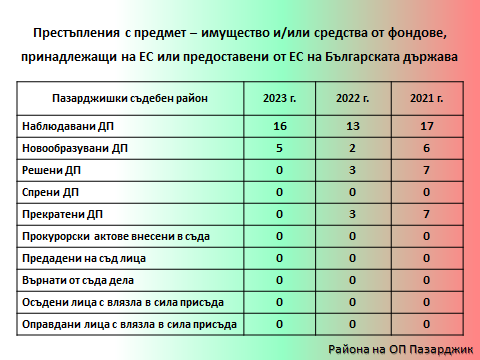 Престъпления с предмет – имущество и/или средства от фондове,
принадлежащи на ЕС или предоставени от ЕС на Българската държава
Пазарджишки съдебен район 2023 г. 2022 г. 2021 г.
Наблюдавани ДП 16 13 17
Новообразувани ДП 5 2 6
Решени ДП 0 3 7
Спрени ДП 0 0 0
Прекратени ДП 0 3 7
Прокурорски актове внесени в съда 0 0 0
Предадени на съд лица 0 0 0
Върнати от съда дела 0 0 0
Осъдени лица с влязла в сила присъда 0 0 0
Оправдани лица с влязла в сила присъда 0 0 0
Района на ОП Пазарджик